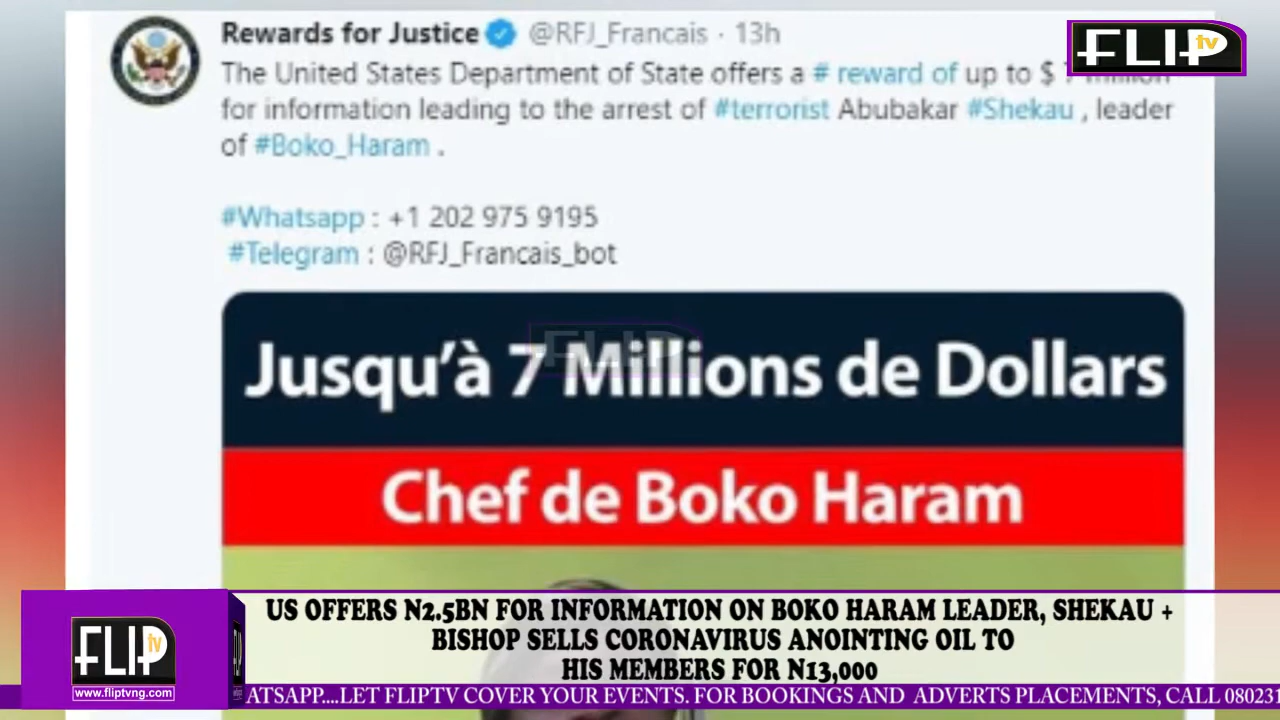 Rewards for Justice @RFJ_Francais · 13h
FLIP tv
The United States Department of State offers a # reward of up to $ 7 million
for information leading to the arrest of #terrorist Abubakar #Shekau , leader
of #Boko_Haram .
#Whatsapp : +1 202 975 9195
#Telegram : @RFJ_Francais_bot
FLIP
Jusqu'à 7 Millions de Dollars
Chef de Boko Haram
US OFFERS N2.5BN FOR INFORMATION ON BOKO HARAM LEADER, SHEKAU +
BISHOP SELLS CORONAVIRUS ANOINTING OIL TO
HIS MEMBERS FOR N13,000
FLIP tv
www.fliptvng.com
ATSAPP....LET FLIPTV COVER YOUR EVENTS. FOR BOOKINGS AND ADVERTS PLACEMENTS, CALL 080231